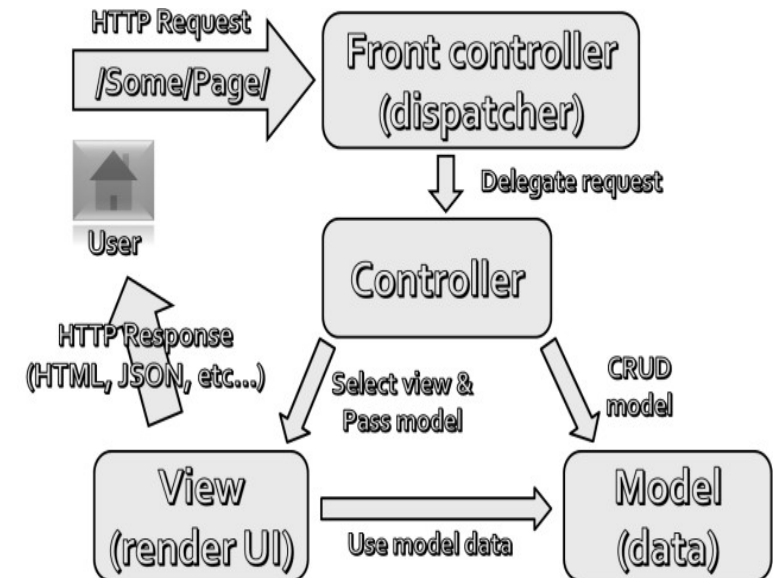 HTTP Request
/Some/Page/
Front controller
(dispatcher)
Delegate request
User
Controller
HTTP Response
(HTML, JSON, etc...)
Select view &
Pass model
CRUD
model
View
(render UI)
Use model data
Model
(data)